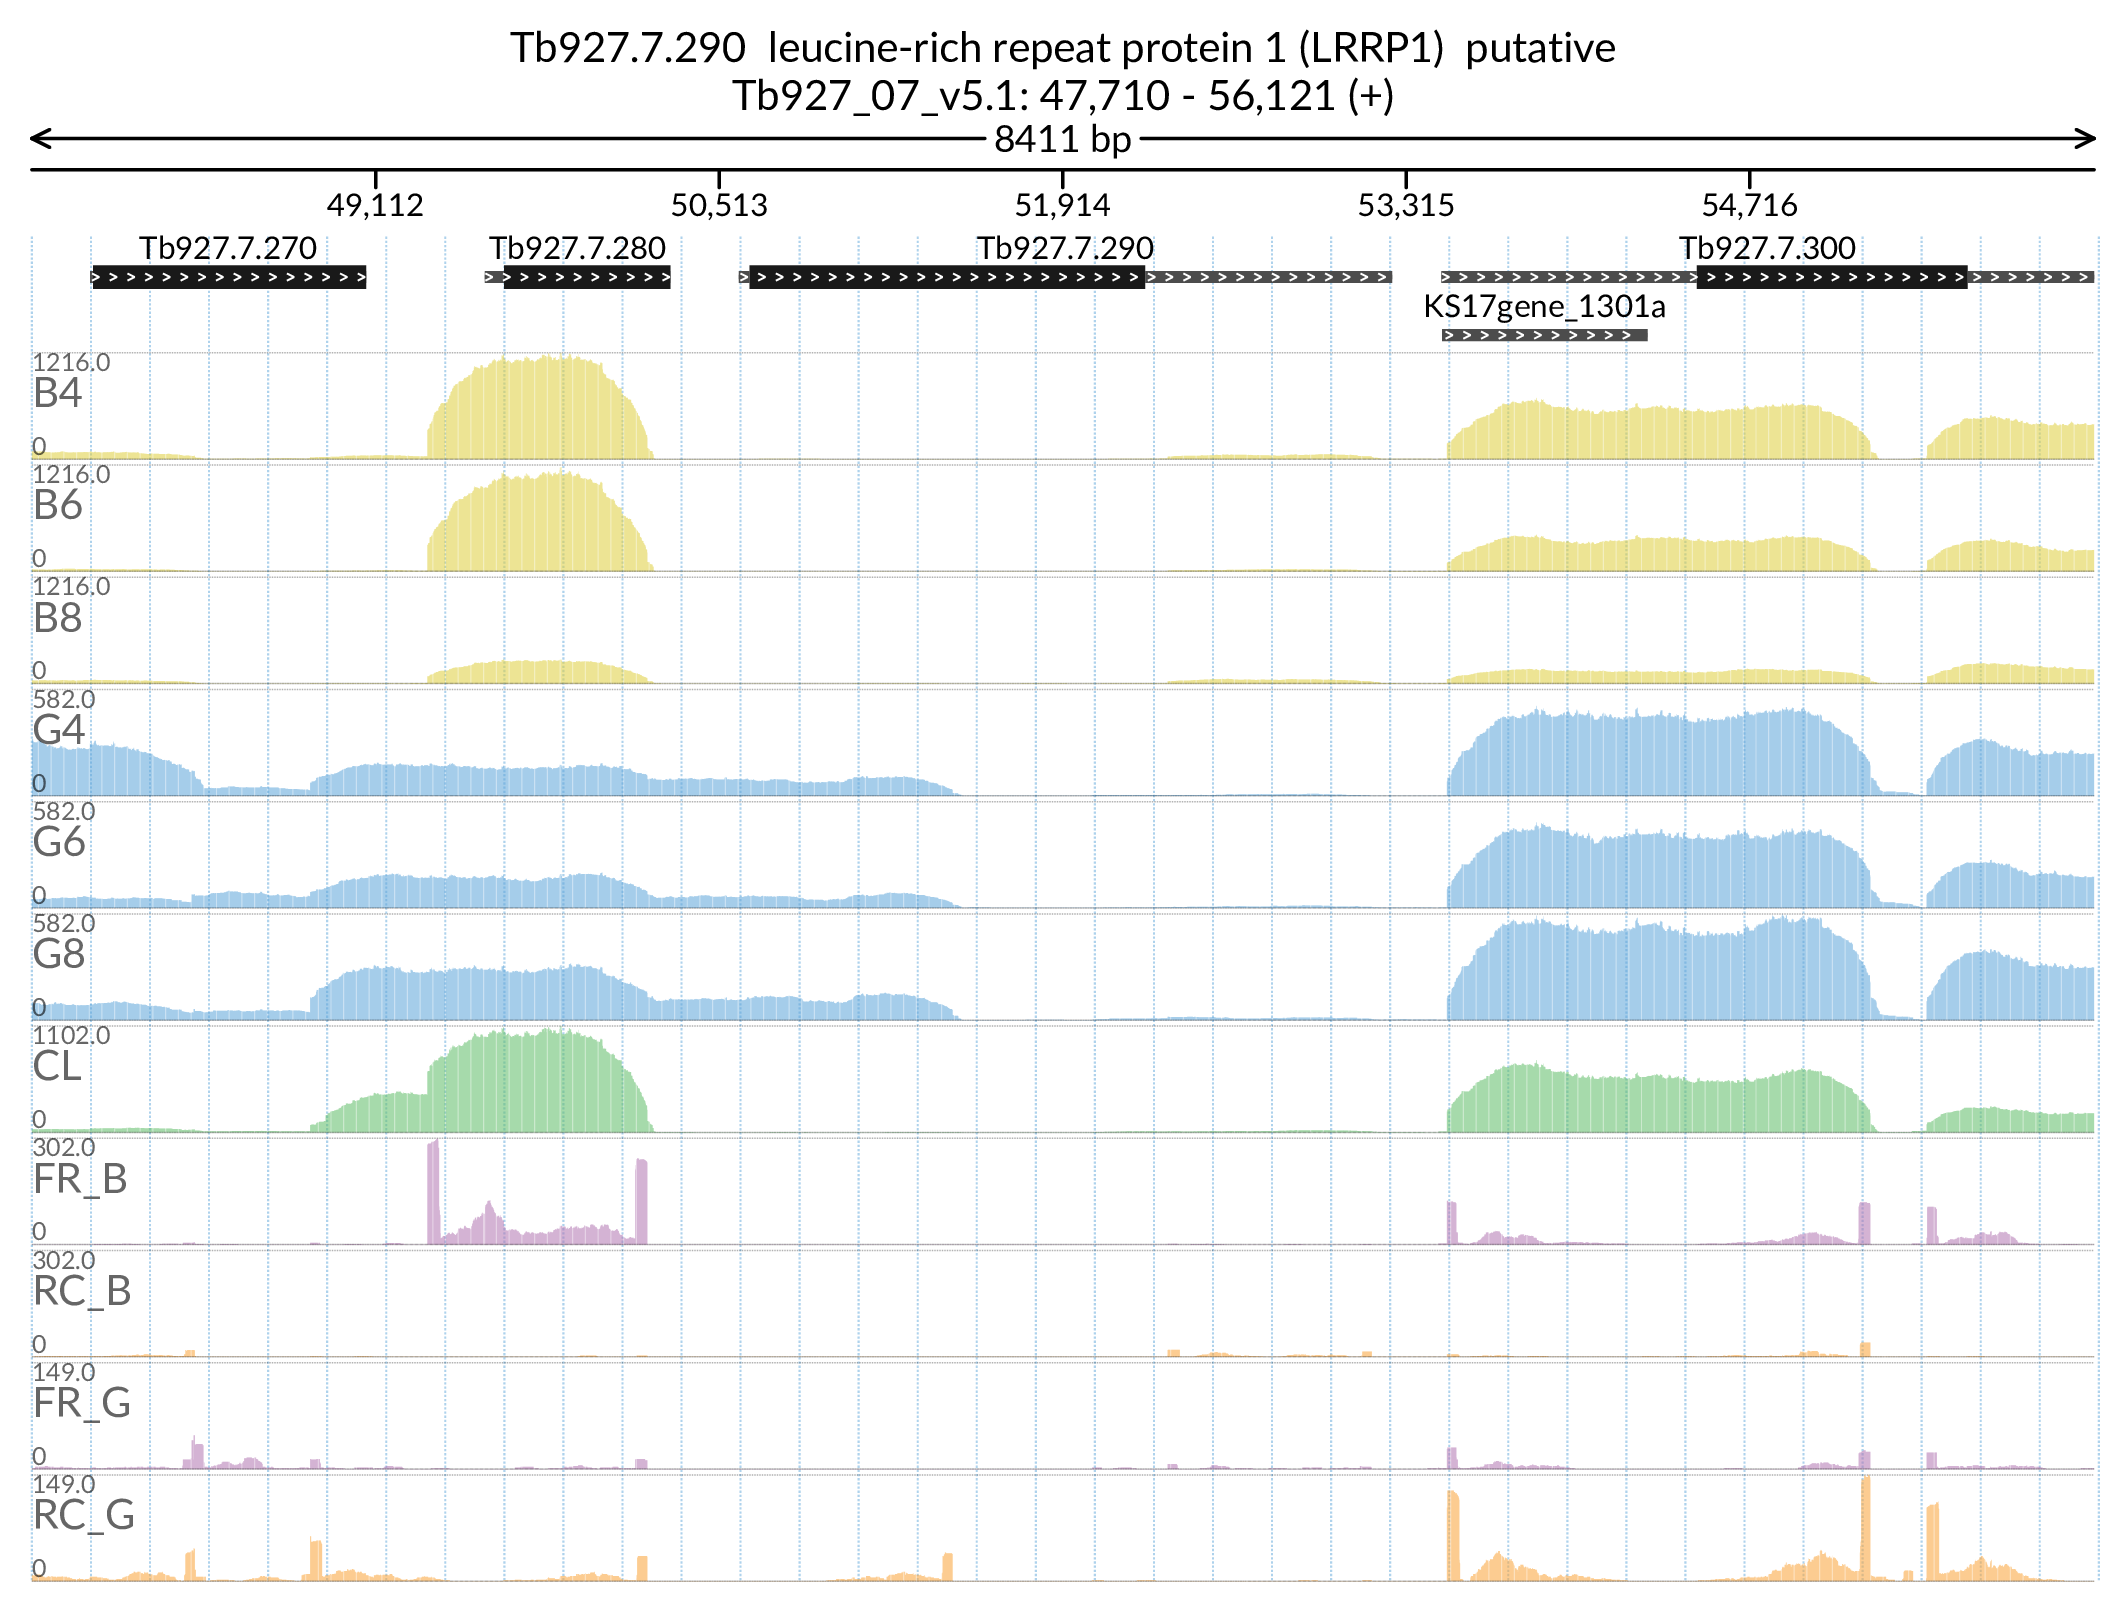 Tb927.7.290 leucine-rich repeat protein 1 (LRRP1) putative
Tb927_07_v5.1: 47,710 - 56,121 (+)
8411 bp
49,112 50,513 51,914 53,315 54,716
Tb927.7.270 Tb927.7.280 Tb927.7.290 Tb927.7.300
KS17gene_1301a
1216.0
B4
0
1216.0
B6
0
1216.0
B8
0
582.0
G4
0
582.0
G6
0
582.0
G8
0
1102.0
CL
0
302.0
FR_B
0
302.0
RC_B
0
149.0
FR_G
0
149.0
RC_G
0